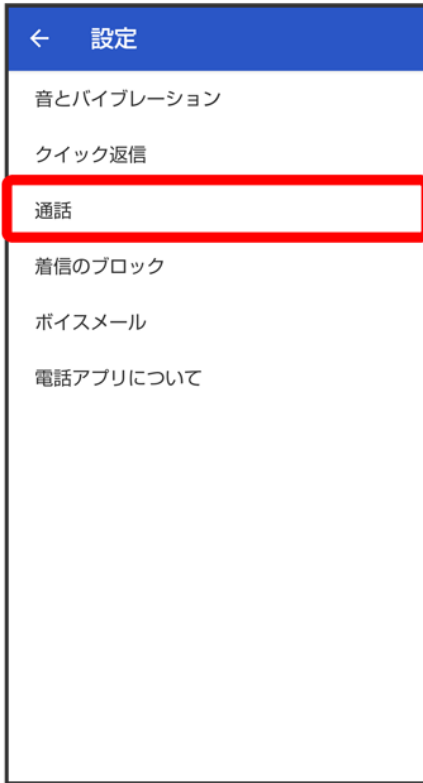 設定
音とバイブレーション
クイック返信
通話
着信のブロック
ボイスメール
電話アプリについて